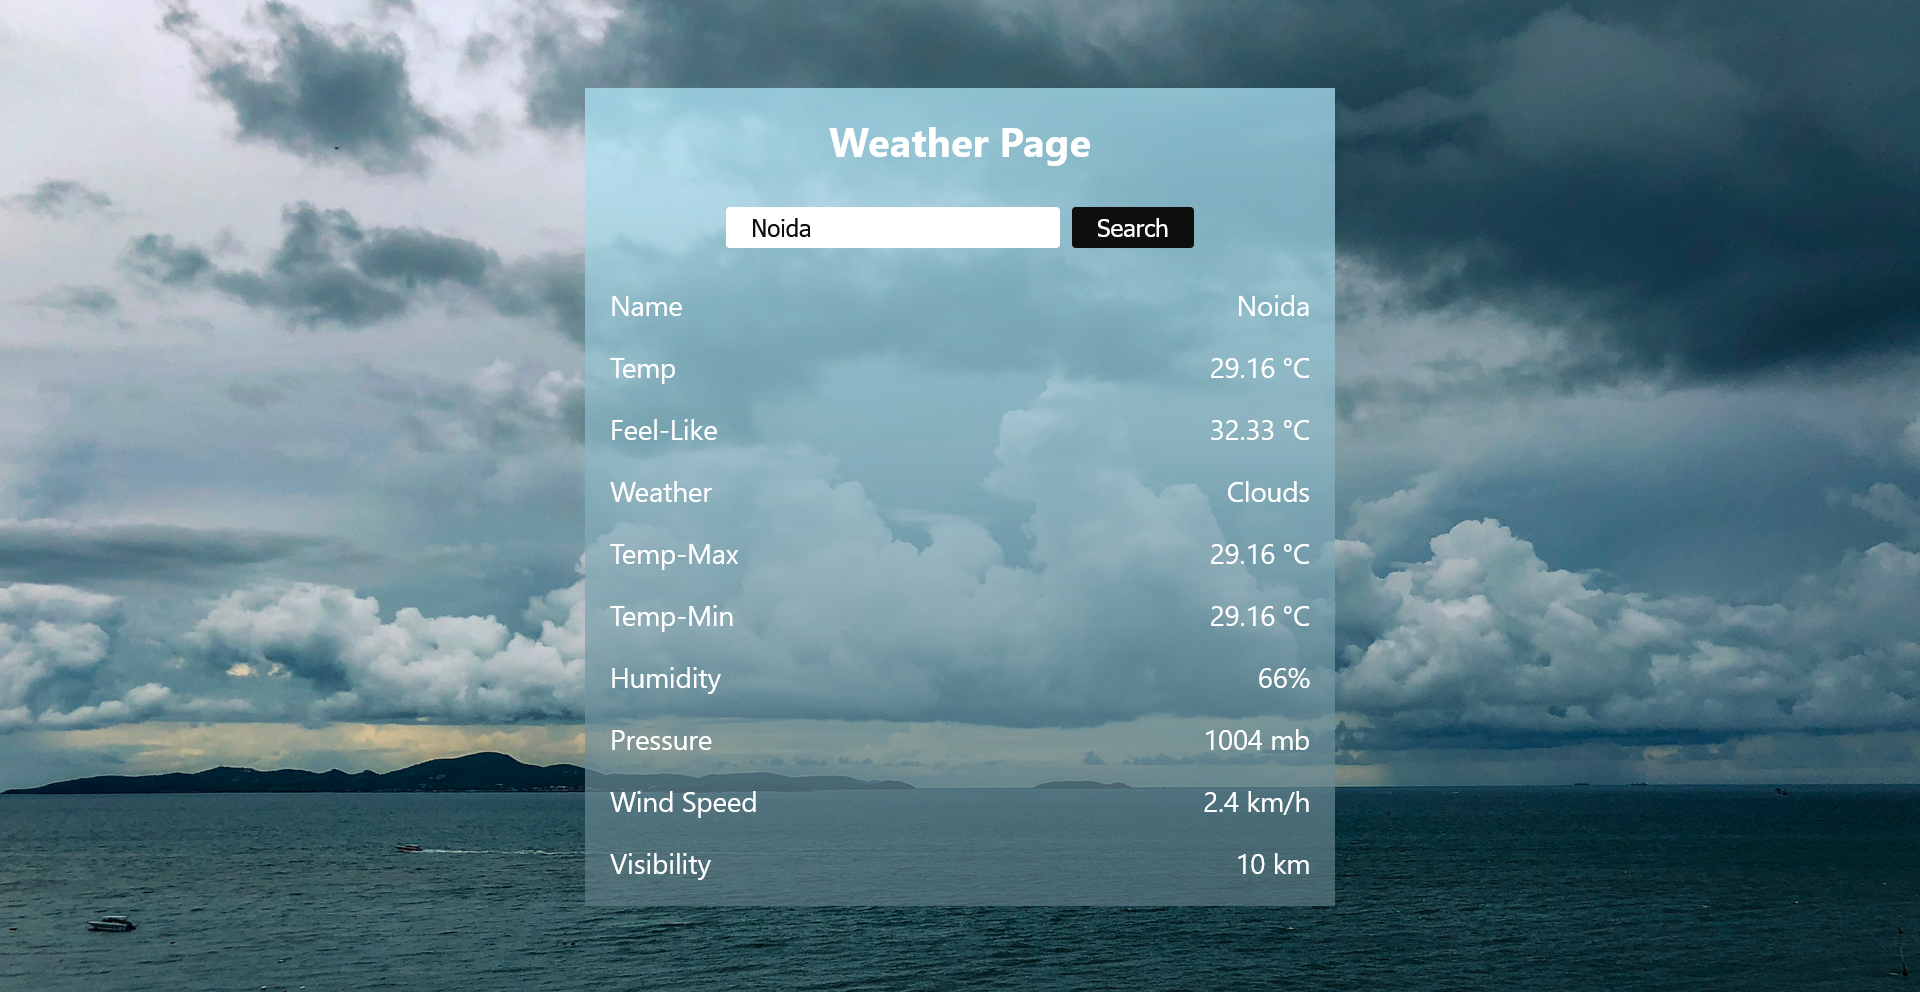 Weather Page
Noida Search
Name Noida
Temp 29.16 °C
Feel-Like 32.33 °C
Weather Clouds
Temp-Max 29.16 °C
Temp-Min 29.16 °C
Humidity 66%
Pressure 1004 mb
Wind Speed 2.4 km/h
Visibility 10 km